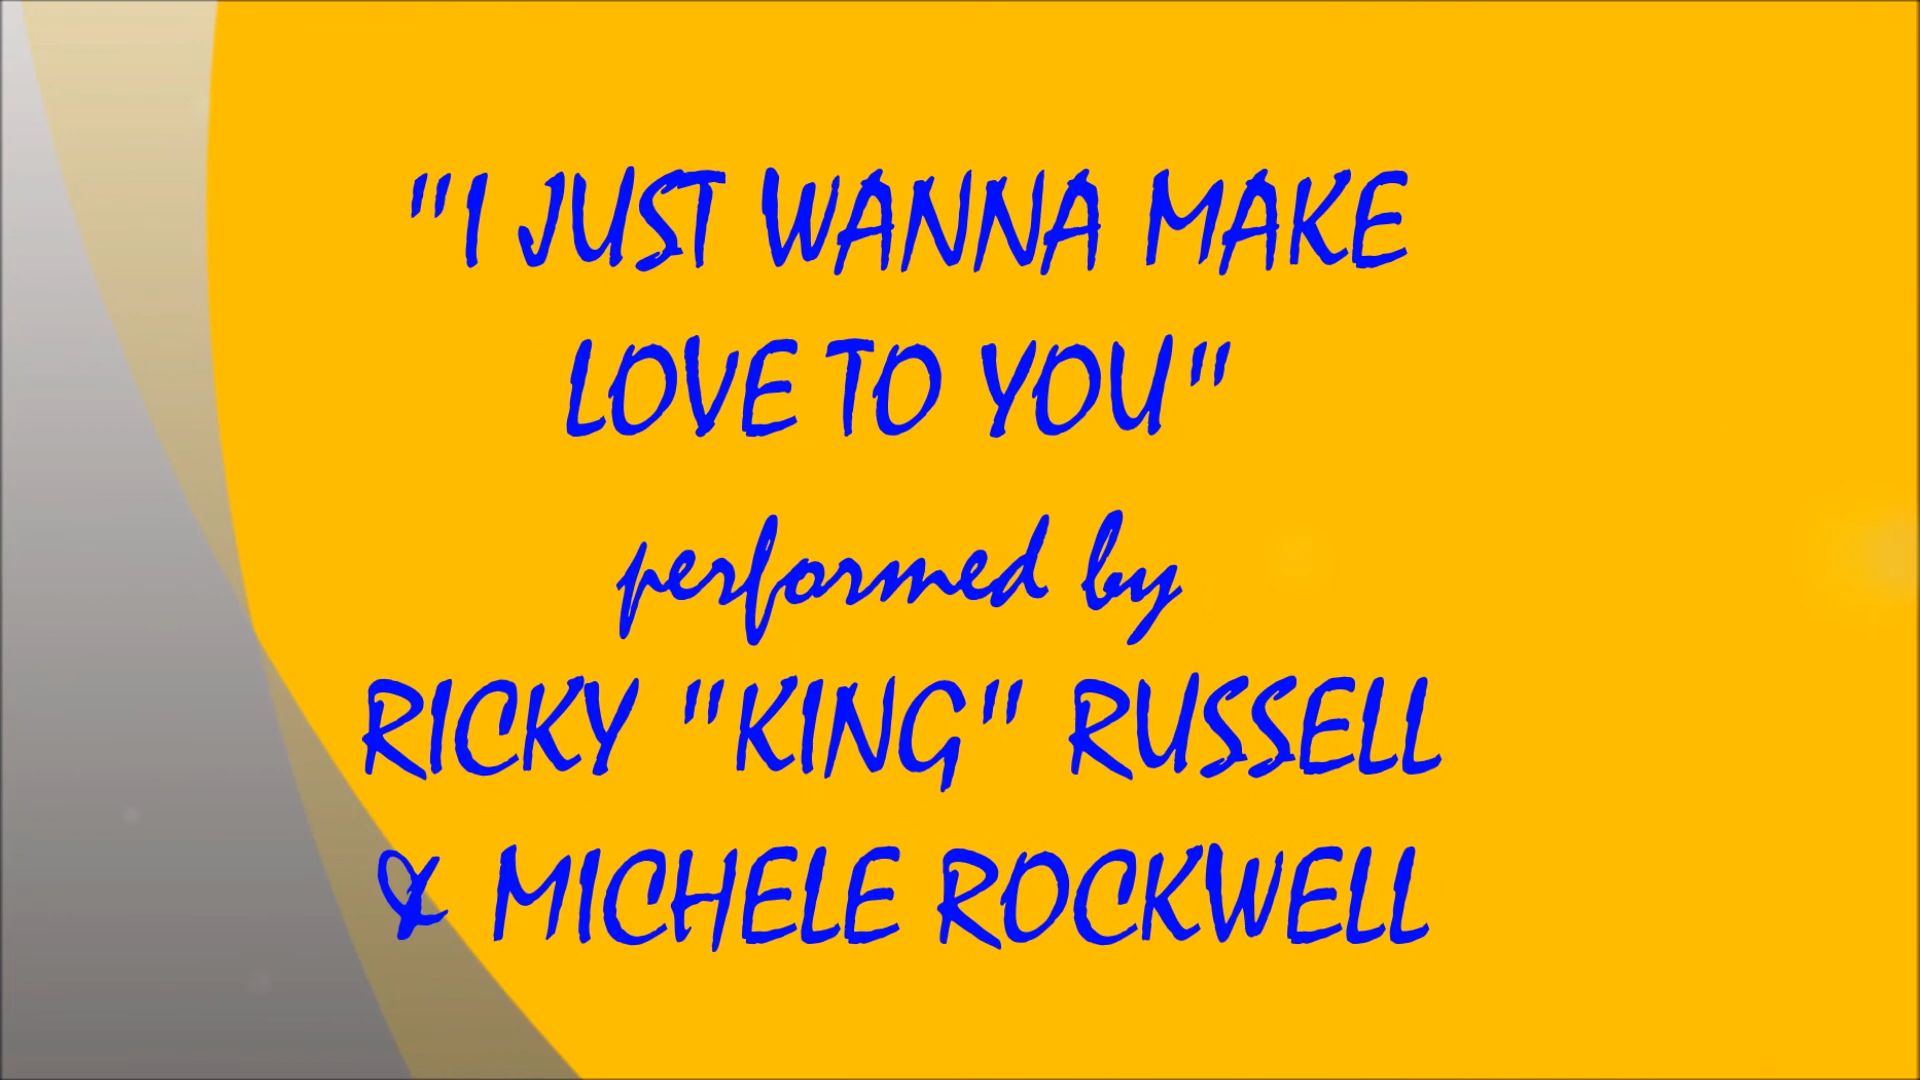 "I JUST WANNA MAKE
LOVE TO YOU"
performed by
RICKY "KING" RUSSELL
& MICHELE ROCKWELL